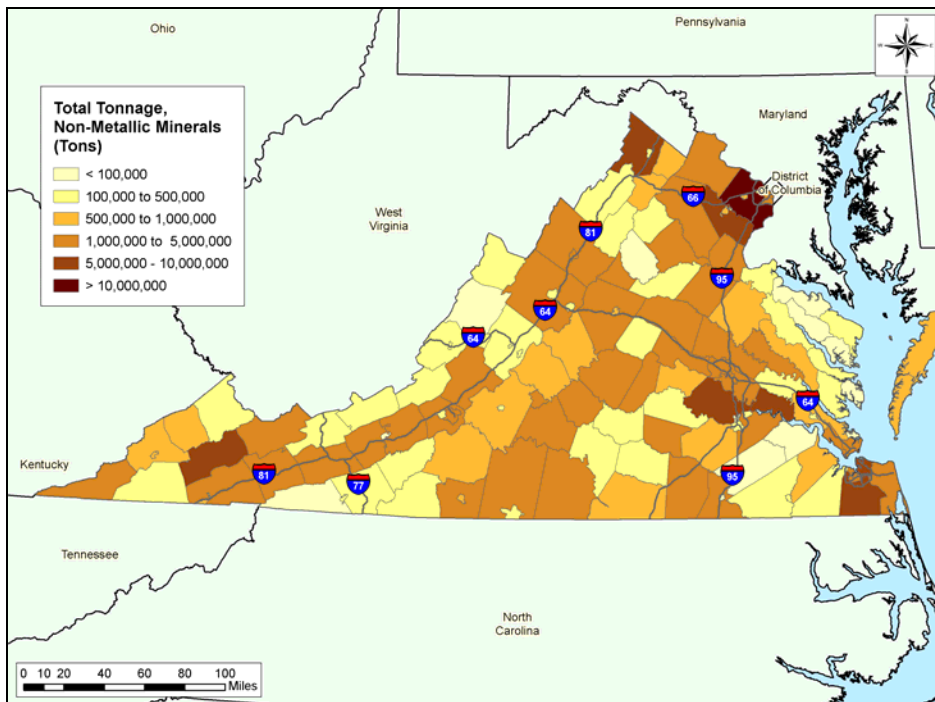 Ohio
Pennsylvania
N
W E
S
Total Tonnage,
Non-Metallic Minerals
(Tons)
< 100,000
100,000 to 500,000
500,000 to 1,000,000
1,000,000 to 5,000,000
5,000,000 - 10,000,000
> 10,000,000
Maryland
District
of Columbia
66
West
Virginia
81
95
64
64
64
Kentucky
81
77
95
Tennessee
North
Carolina
0 10 20 40 60 80 100
Miles